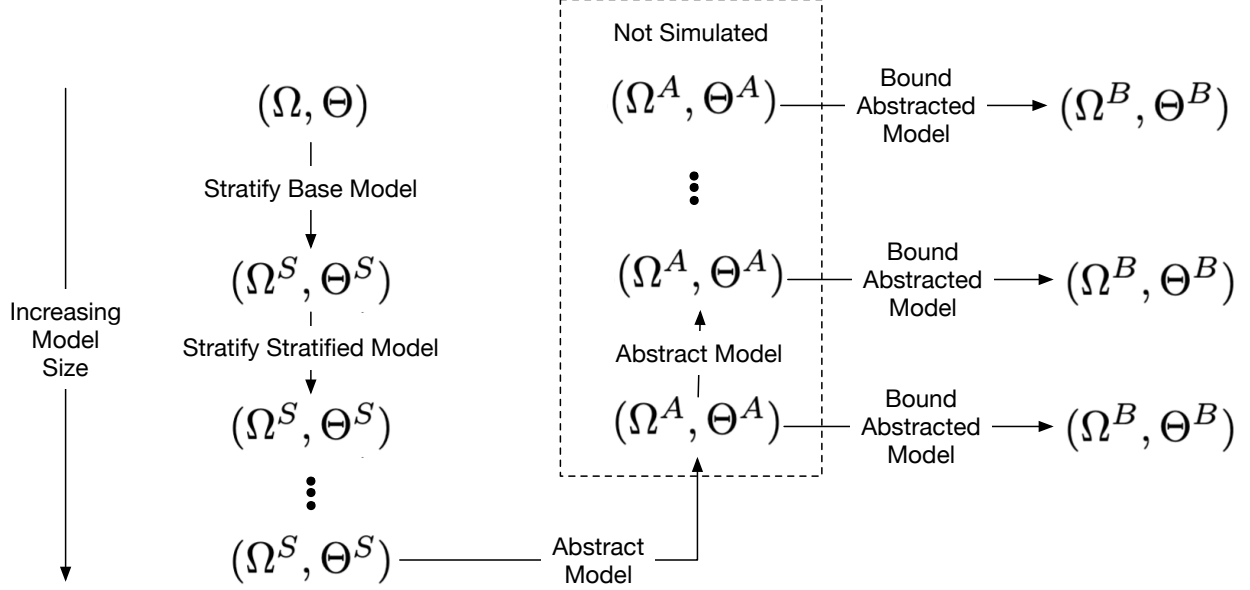 Not Simulated
(Ω, Θ)
(Ω^A, Θ^A)
Bound
Abstracted
Model
(Ω^B, Θ^B)
Stratify Base Model
(Ω^S, Θ^S)
(Ω^A, Θ^A)
Bound
Abstracted
Model
(Ω^B, Θ^B)
Increasing
Model
Size
Stratify Stratified Model
Abstract Model
(Ω^S, Θ^S)
(Ω^A, Θ^A)
Bound
Abstracted
Model
(Ω^B, Θ^B)
(Ω^S, Θ^S)
Abstract
Model